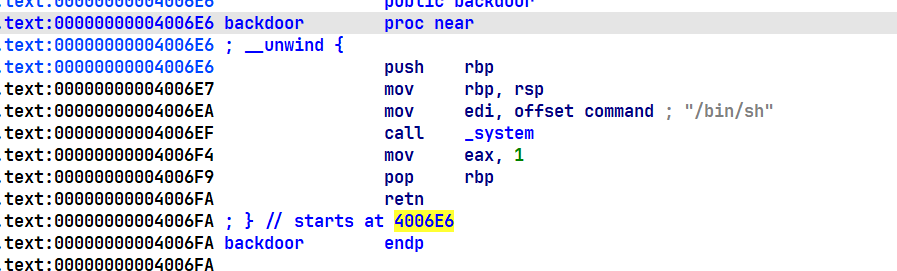 .text:00000000004006E6 public backdoor
.text:00000000004006E6 backdoor proc near
.text:00000000004006E6 ; __unwind {
.text:00000000004006E6 push rbp
.text:00000000004006E7 mov rbp, rsp
.text:00000000004006EA mov edi, offset command ; "/bin/sh"
.text:00000000004006EF call _system
.text:00000000004006F4 mov eax, 1
.text:00000000004006F9 pop rbp
.text:00000000004006FA retn
.text:00000000004006FA ; } // starts at 4006E6
.text:00000000004006FA backdoor endp
.text:00000000004006FA